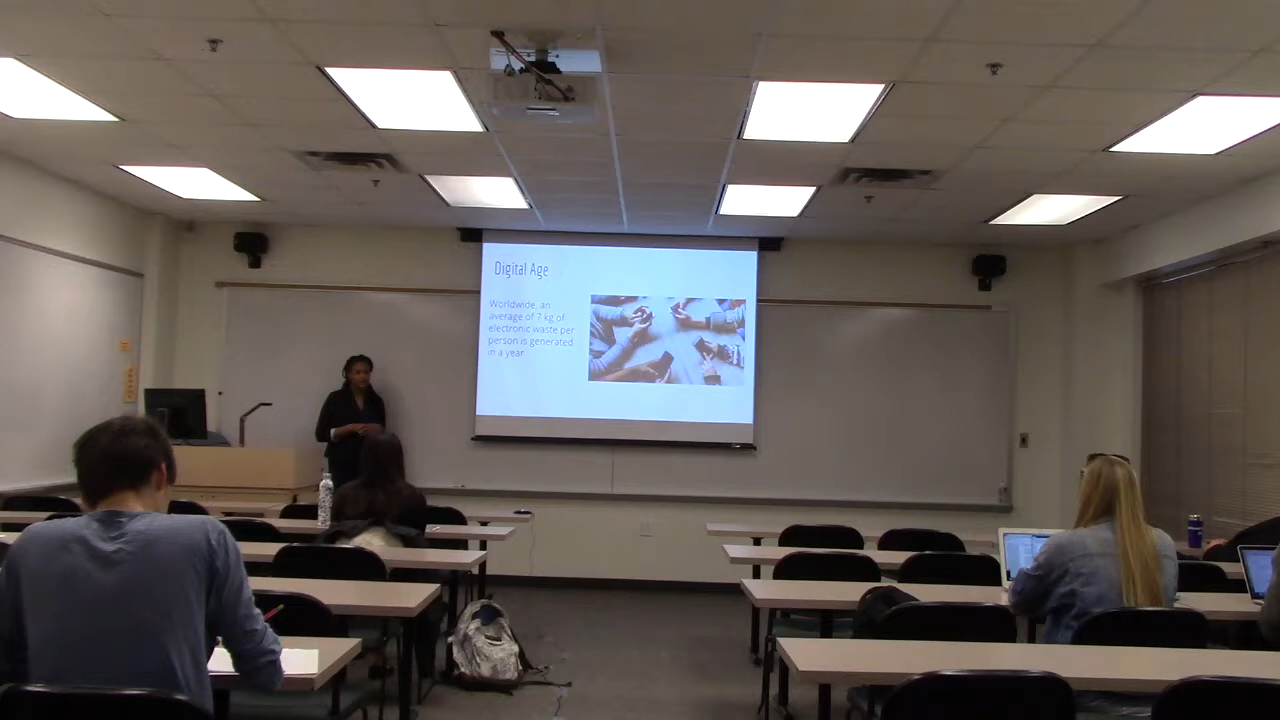 Digital Age
Worldwide, an
average of 7 kg of
electronic waste per
person is generated
in a year